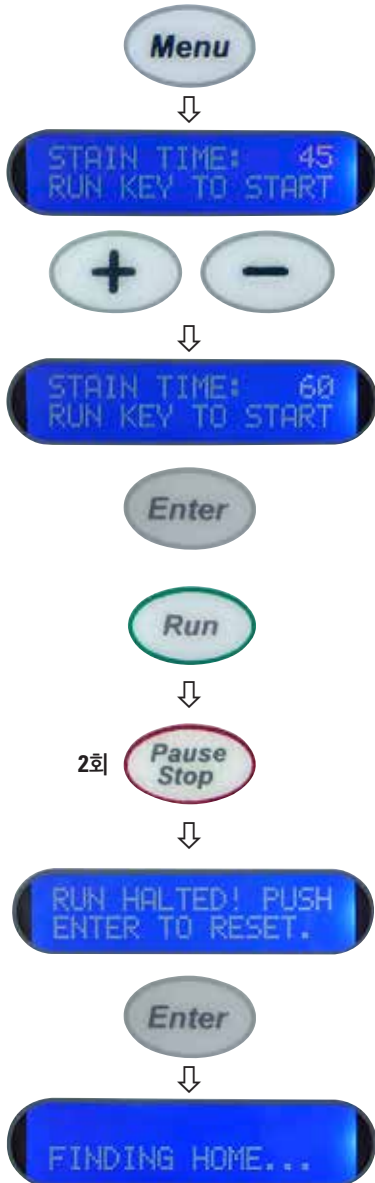 Menu
STAIN TIME: 45
RUN KEY TO START
+ -
STAIN TIME: 60
RUN KEY TO START
Enter
Run
2회 Pause
Stop
RUN HALTED! PUSH
ENTER TO RESET.
Enter
FINDING HOME...